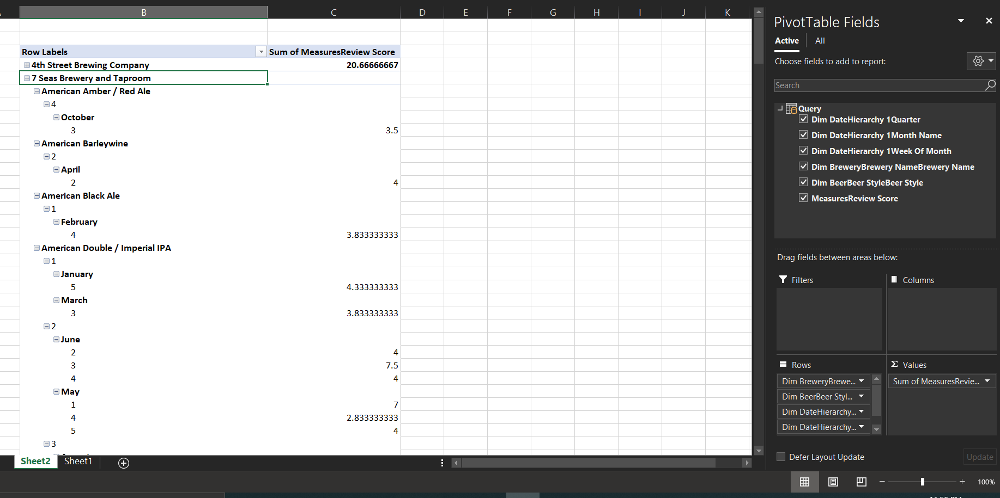 B C D E F G H I J K
Row Labels Sum of MeasuresReview Score
4th Street Brewing Company 20.66666667
7 Seas Brewery and Taproom
American Amber / Red Ale
4
October
3 3.5
American Barleywine
2
April
2 4
American Black Ale
1
February
4 3.833333333
American Double / Imperial IPA
1
January
5 4.333333333
March
3 3.833333333
2
June
2 4
3 7.5
4 4
May
1 7
4 2.833333333
5 4
3
Sheet2 Sheet1
PivotTable Fields
Active All
Choose fields to add to report:
Search
Query
Dim DateHierarchy 1Quarter
Dim DateHierarchy 1Month Name
Dim DateHierarchy 1Week Of Month
Dim BreweryBrewery NameBrewery Name
Dim BeerBeer StyleBeer Style
MeasuresReview Score
Drag fields between areas below:
Filters Columns
Rows Σ Values
Dim BreweryBrewe... Sum of MeasuresRevie...
Dim BeerBeer Styl...
Dim DateHierarchy...
Dim DateHierarchy...
Defer Layout Update Update
100%